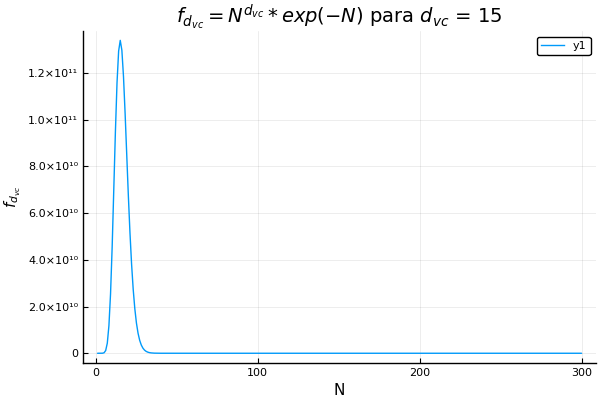 f_{d_{vc}} = N^{d_{vc}} * exp(−N) para d_{vc} = 15
y1
1.2×10¹¹
1.0×10¹¹
8.0×10¹⁰
6.0×10¹⁰
4.0×10¹⁰
2.0×10¹⁰
0
f_{d_{vc}}
0 100 200 300
N